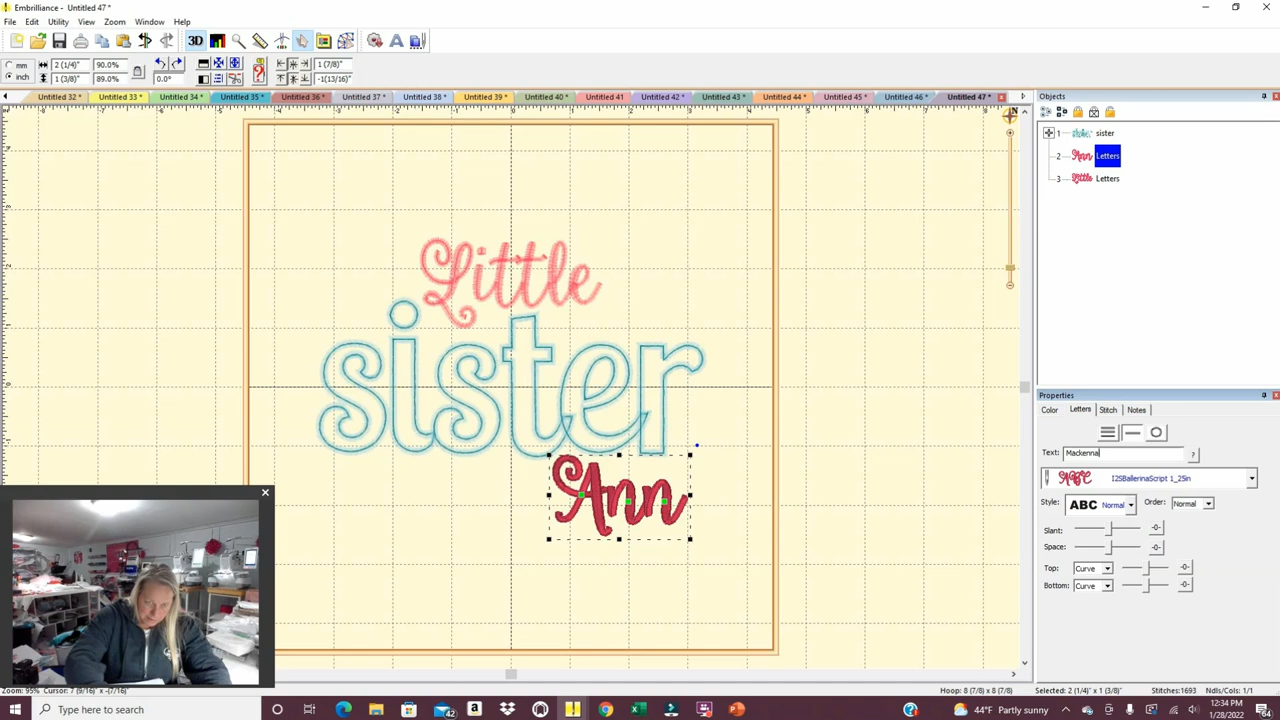 Embrilliance - Untitled 47 *
File Edit Utility View Zoom Window Help
3D
mm 2 (1/4") 90.0% 1 (7/8")
inch 1 (3/8") 89.0% 0.0° -1(13/16")
Untitled 32 * Untitled 33 * Untitled 34 * Untitled 35 * Untitled 36 * Untitled 37 * Untitled 38 * Untitled 39 * Untitled 40 * Untitled 41 Untitled 42 * Untitled 43 * Untitled 44 * Untitled 45 * Untitled 46 * Untitled 47 *
Objects
1 sister sister
2 Ann Letters
3 Little Letters
N
Little
sister
Ann
Properties
Color Letters Stitch Notes
Text: Mackenna ?
ABC I2SBallerinaScript 1_25in
Style: ABC Normal Order: Normal
Slant: -0-
Space: -0-
Top: Curve -0-
Bottom: Curve -0-
Zoom: 95% Cursor: 7 (9/16) " x -(7/16)" Hoop: 8 (7/8) x 8 (7/8) Selected: 2 (1/4") x 1 (3/8") Stitches:1693 Ndls/Cols: 1/1
Type here to search
42
44°F Partly sunny
12:34 PM
1/28/2022
64